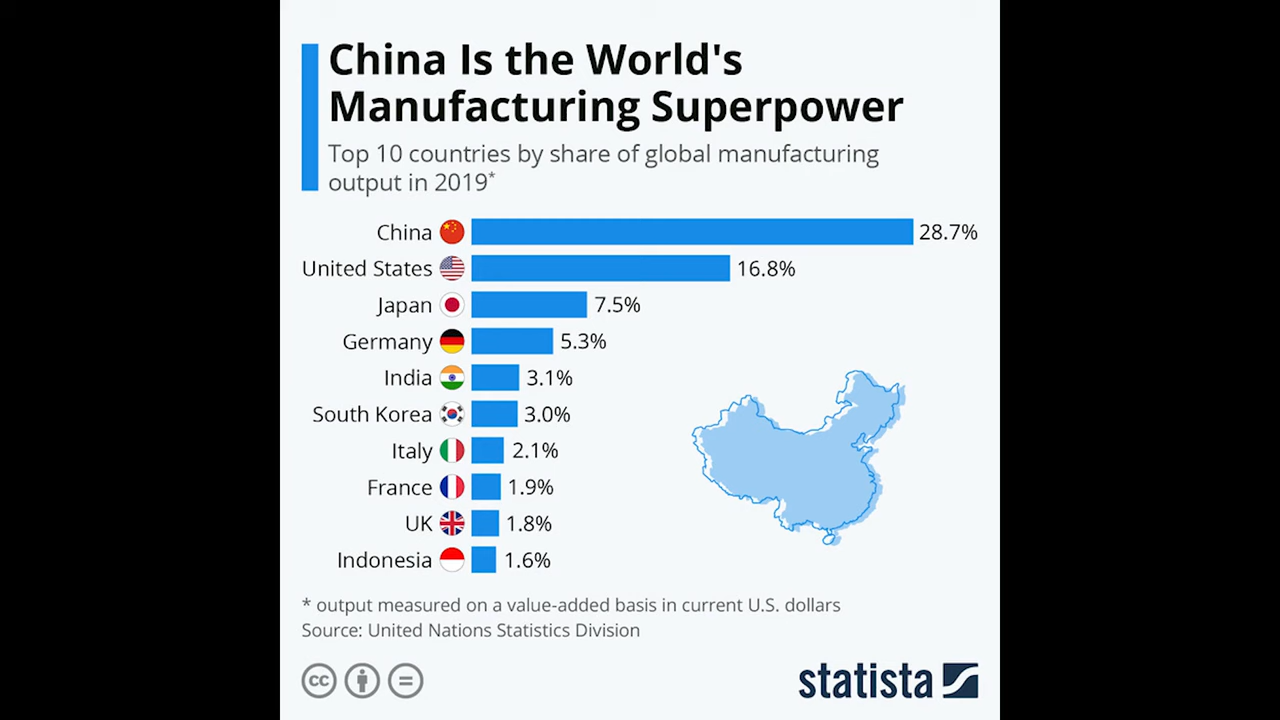 China Is the World's
Manufacturing Superpower
Top 10 countries by share of global manufacturing
output in 2019*
China 28.7%
United States 16.8%
Japan 7.5%
Germany 5.3%
India 3.1%
South Korea 3.0%
Italy 2.1%
France 1.9%
UK 1.8%
Indonesia 1.6%
* output measured on a value-added basis in current U.S. dollars
Source: United Nations Statistics Division
cc =
statista